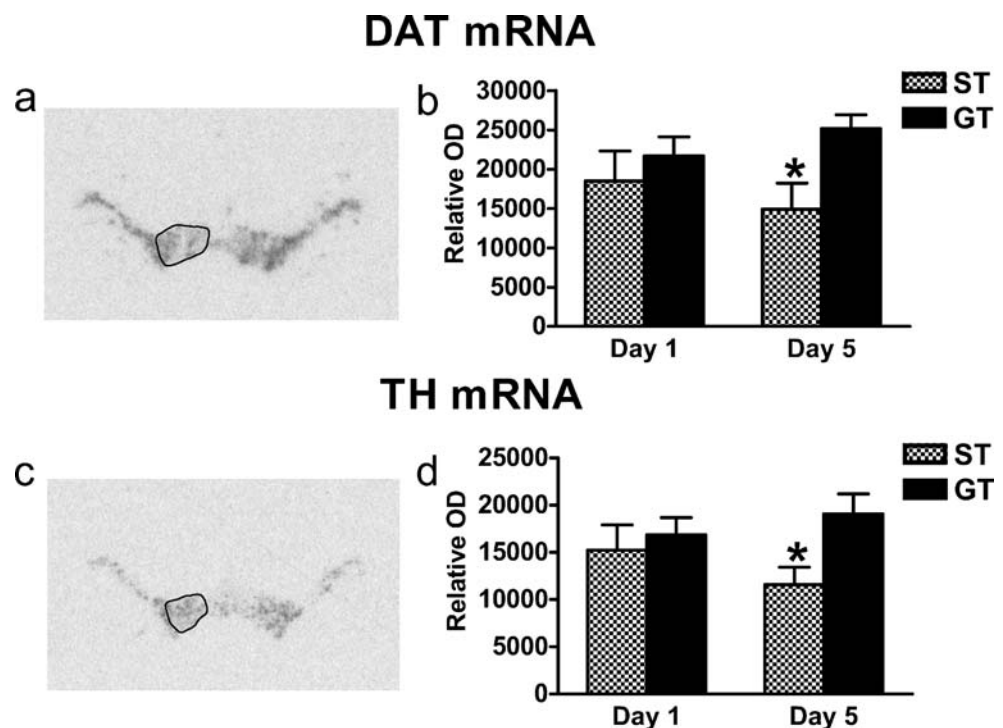 DAT mRNA
a
b
ST
GT
Relative OD
30000
25000
20000
15000
10000
5000
0
*
Day 1
Day 5
TH mRNA
c
d
ST
GT
Relative OD
25000
20000
15000
10000
5000
0
*
Day 1
Day 5